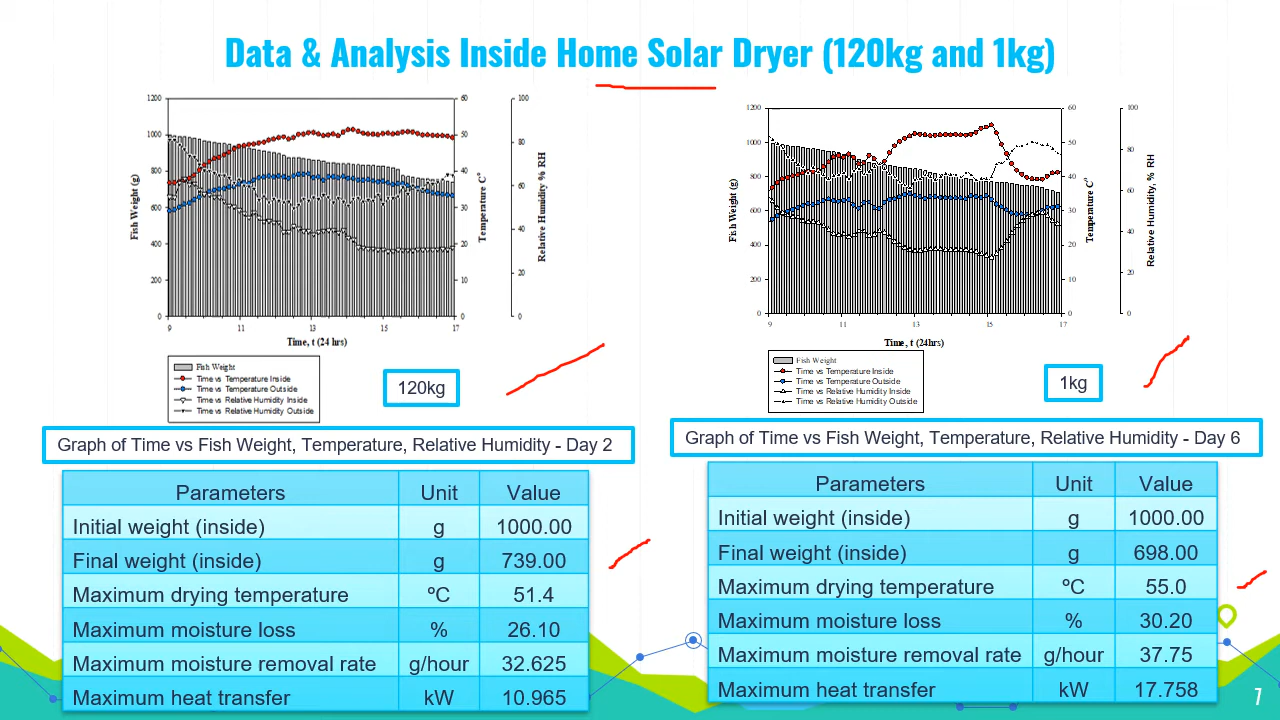 Data & Analysis Inside Home Solar Dryer (120kg and 1kg)
1200
1000
800
600
400
200
0
Fish Weight (g)
60
50
40
30
20
10
0
Temperature C°
100
80
60
40
20
0
Relative Humidity % RH
9
11
13
15
17
Time, t (24 hrs)
Fish Weight
Time vs Temperature Inside
Time vs Temperature Outside
Time vs Relative Humidity Inside
Time vs Relative Humidity Outside
120kg
Graph of Time vs Fish Weight, Temperature, Relative Humidity - Day 2
Parameters Unit Value
Initial weight (inside) g 1000.00
Final weight (inside) g 739.00
Maximum drying temperature ºC 51.4
Maximum moisture loss % 26.10
Maximum moisture removal rate g/hour 32.625
Maximum heat transfer kW 10.965
1200
1000
800
600
400
200
0
Fish Weight (g)
60
50
40
30
20
10
0
Temperature C°
100
80
60
40
20
0
Relative Humidity, % RH
9
11
13
15
17
Time, t (24hrs)
Fish Weight
Time vs Temperature Inside
Time vs Temperature Outside
Time vs Relative Humidity Inside
Time vs Relative Humidity Outside
1kg
Graph of Time vs Fish Weight, Temperature, Relative Humidity - Day 6
Parameters Unit Value
Initial weight (inside) g 1000.00
Final weight (inside) g 698.00
Maximum drying temperature ºC 55.0
Maximum moisture loss % 30.20
Maximum moisture removal rate g/hour 37.75
Maximum heat transfer kW 17.758
7